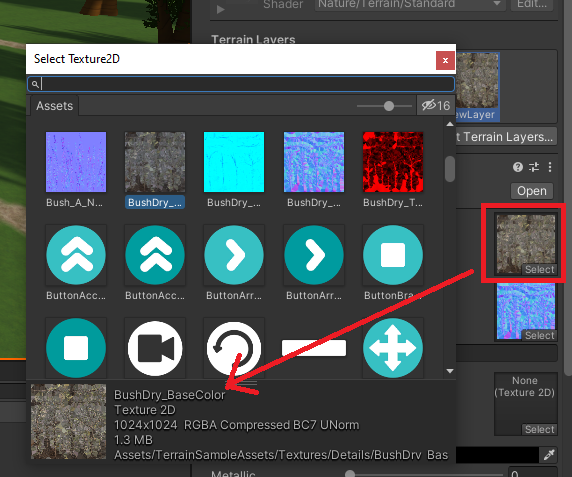 Shader
Nature/Terrain/Standard
Edit...
Terrain Layers
Select Texture2D
x
Assets
16
ewLayer
t Terrain Layers...
Open
Bush_A_N...
BushDry_...
BushDry_...
BushDry_...
BushDry_T...
Select
ButtonAcc...
ButtonAcc...
ButtonArr...
ButtonArr...
ButtonBra...
Select
None
(Texture 2D)
Select
BushDry_BaseColor
Texture 2D
1024x1024 RGBA Compressed BC7 UNorm
1.3 MB
Assets/TerrainSampleAssets/Textures/Details/BushDry_Bas
Metallic
0